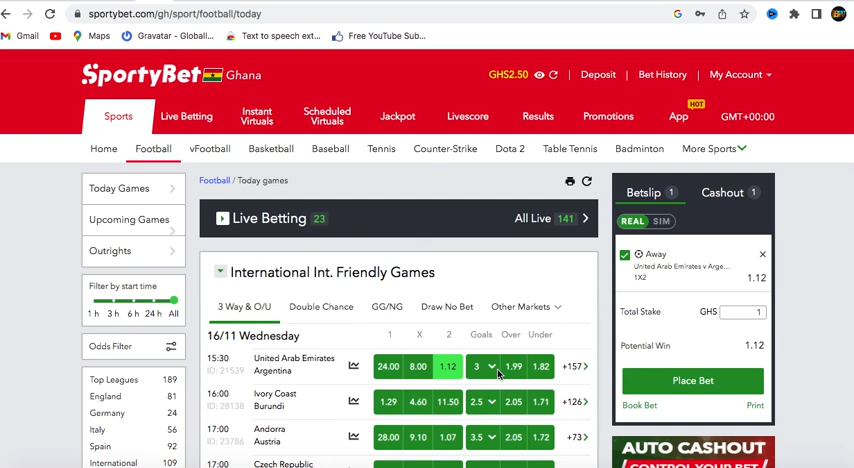 sportybet.com/gh/sport/football/today
Gmail
Maps
Gravatar - Globall...
Text to speech ext...
Free YouTube Sub...
SportyBet Ghana
GHS2.50
Deposit
Bet History
My Account
Sports
Live Betting
Instant Virtuals
Scheduled Virtuals
Jackpot
Livescore
Results
Promotions
HOT
App
GMT+00:00
Home
Football
vFootball
Basketball
Baseball
Tennis
Counter-Strike
Dota 2
Table Tennis
Badminton
More Sports
Today Games
Upcoming Games
Outrights
Filter by start time
1 h 3 h 6 h 24 h All
Odds Filter
Top Leagues 189
England 81
Germany 24
Italy 56
Spain 92
International 109
Football / Today games
Live Betting 23
All Live 141
International Int. Friendly Games
3 Way & O/U
Double Chance
GG/NG
Draw No Bet
Other Markets
16/11 Wednesday
1 X 2 Goals Over Under
15:30 United Arab Emirates
ID: 21539 Argentina
24.00 8.00 1.12 3 1.99 1.82 +157
16:00 Ivory Coast
ID: 28138 Burundi
1.29 4.60 11.50 2.5 2.05 1.71 +126
17:00 Andorra
ID: 23786 Austria
28.00 9.10 1.07 3.5 2.05 1.72 +73
17:00 Czech Republic
Betslip 1
Cashout 1
REAL SIM
Away
United Arab Emirates v Arge...
1X2 1.12
Total Stake GHS 1
Potential Win 1.12
Place Bet
Book Bet
Print
AUTO CASHOUT
CONTROL YOUR BET